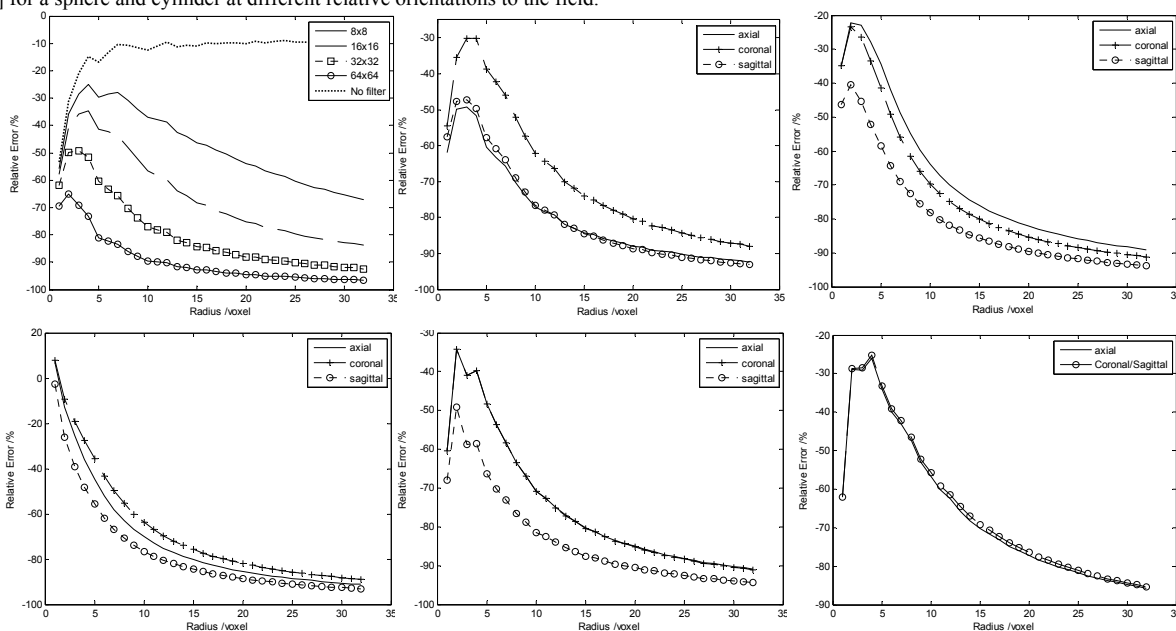 ] for a sphere and cylinder at different relative orientations to the field.
0
-10
-20
-30
-40
-50
-60
-70
-80
-90
-100
Relative Error /%
0 5 10 15 20 25 30 35
Radius /voxel
8x8
16x16
32x32
64x64
No filter
-30
-40
-50
-60
-70
-80
-90
-100
Relative Error /%
0 5 10 15 20 25 30 35
Radius /voxel
axial
coronal
sagittal
-20
-30
-40
-50
-60
-70
-80
-90
-100
Relative Error /%
0 5 10 15 20 25 30 35
Radius /voxel
axial
coronal
sagittal
20
0
-20
-40
-60
-80
-100
Relative Error /%
0 5 10 15 20 25 30 35
Radius /voxel
axial
coronal
sagittal
-30
-40
-50
-60
-70
-80
-90
-100
Relative Error /%
0 5 10 15 20 25 30 35
Radius /voxel
axial
coronal
sagittal
-20
-30
-40
-50
-60
-70
-80
-90
Relative Error /%
0 5 10 15 20 25 30 35
Radius /voxel
axial
Coronal/Sagittal